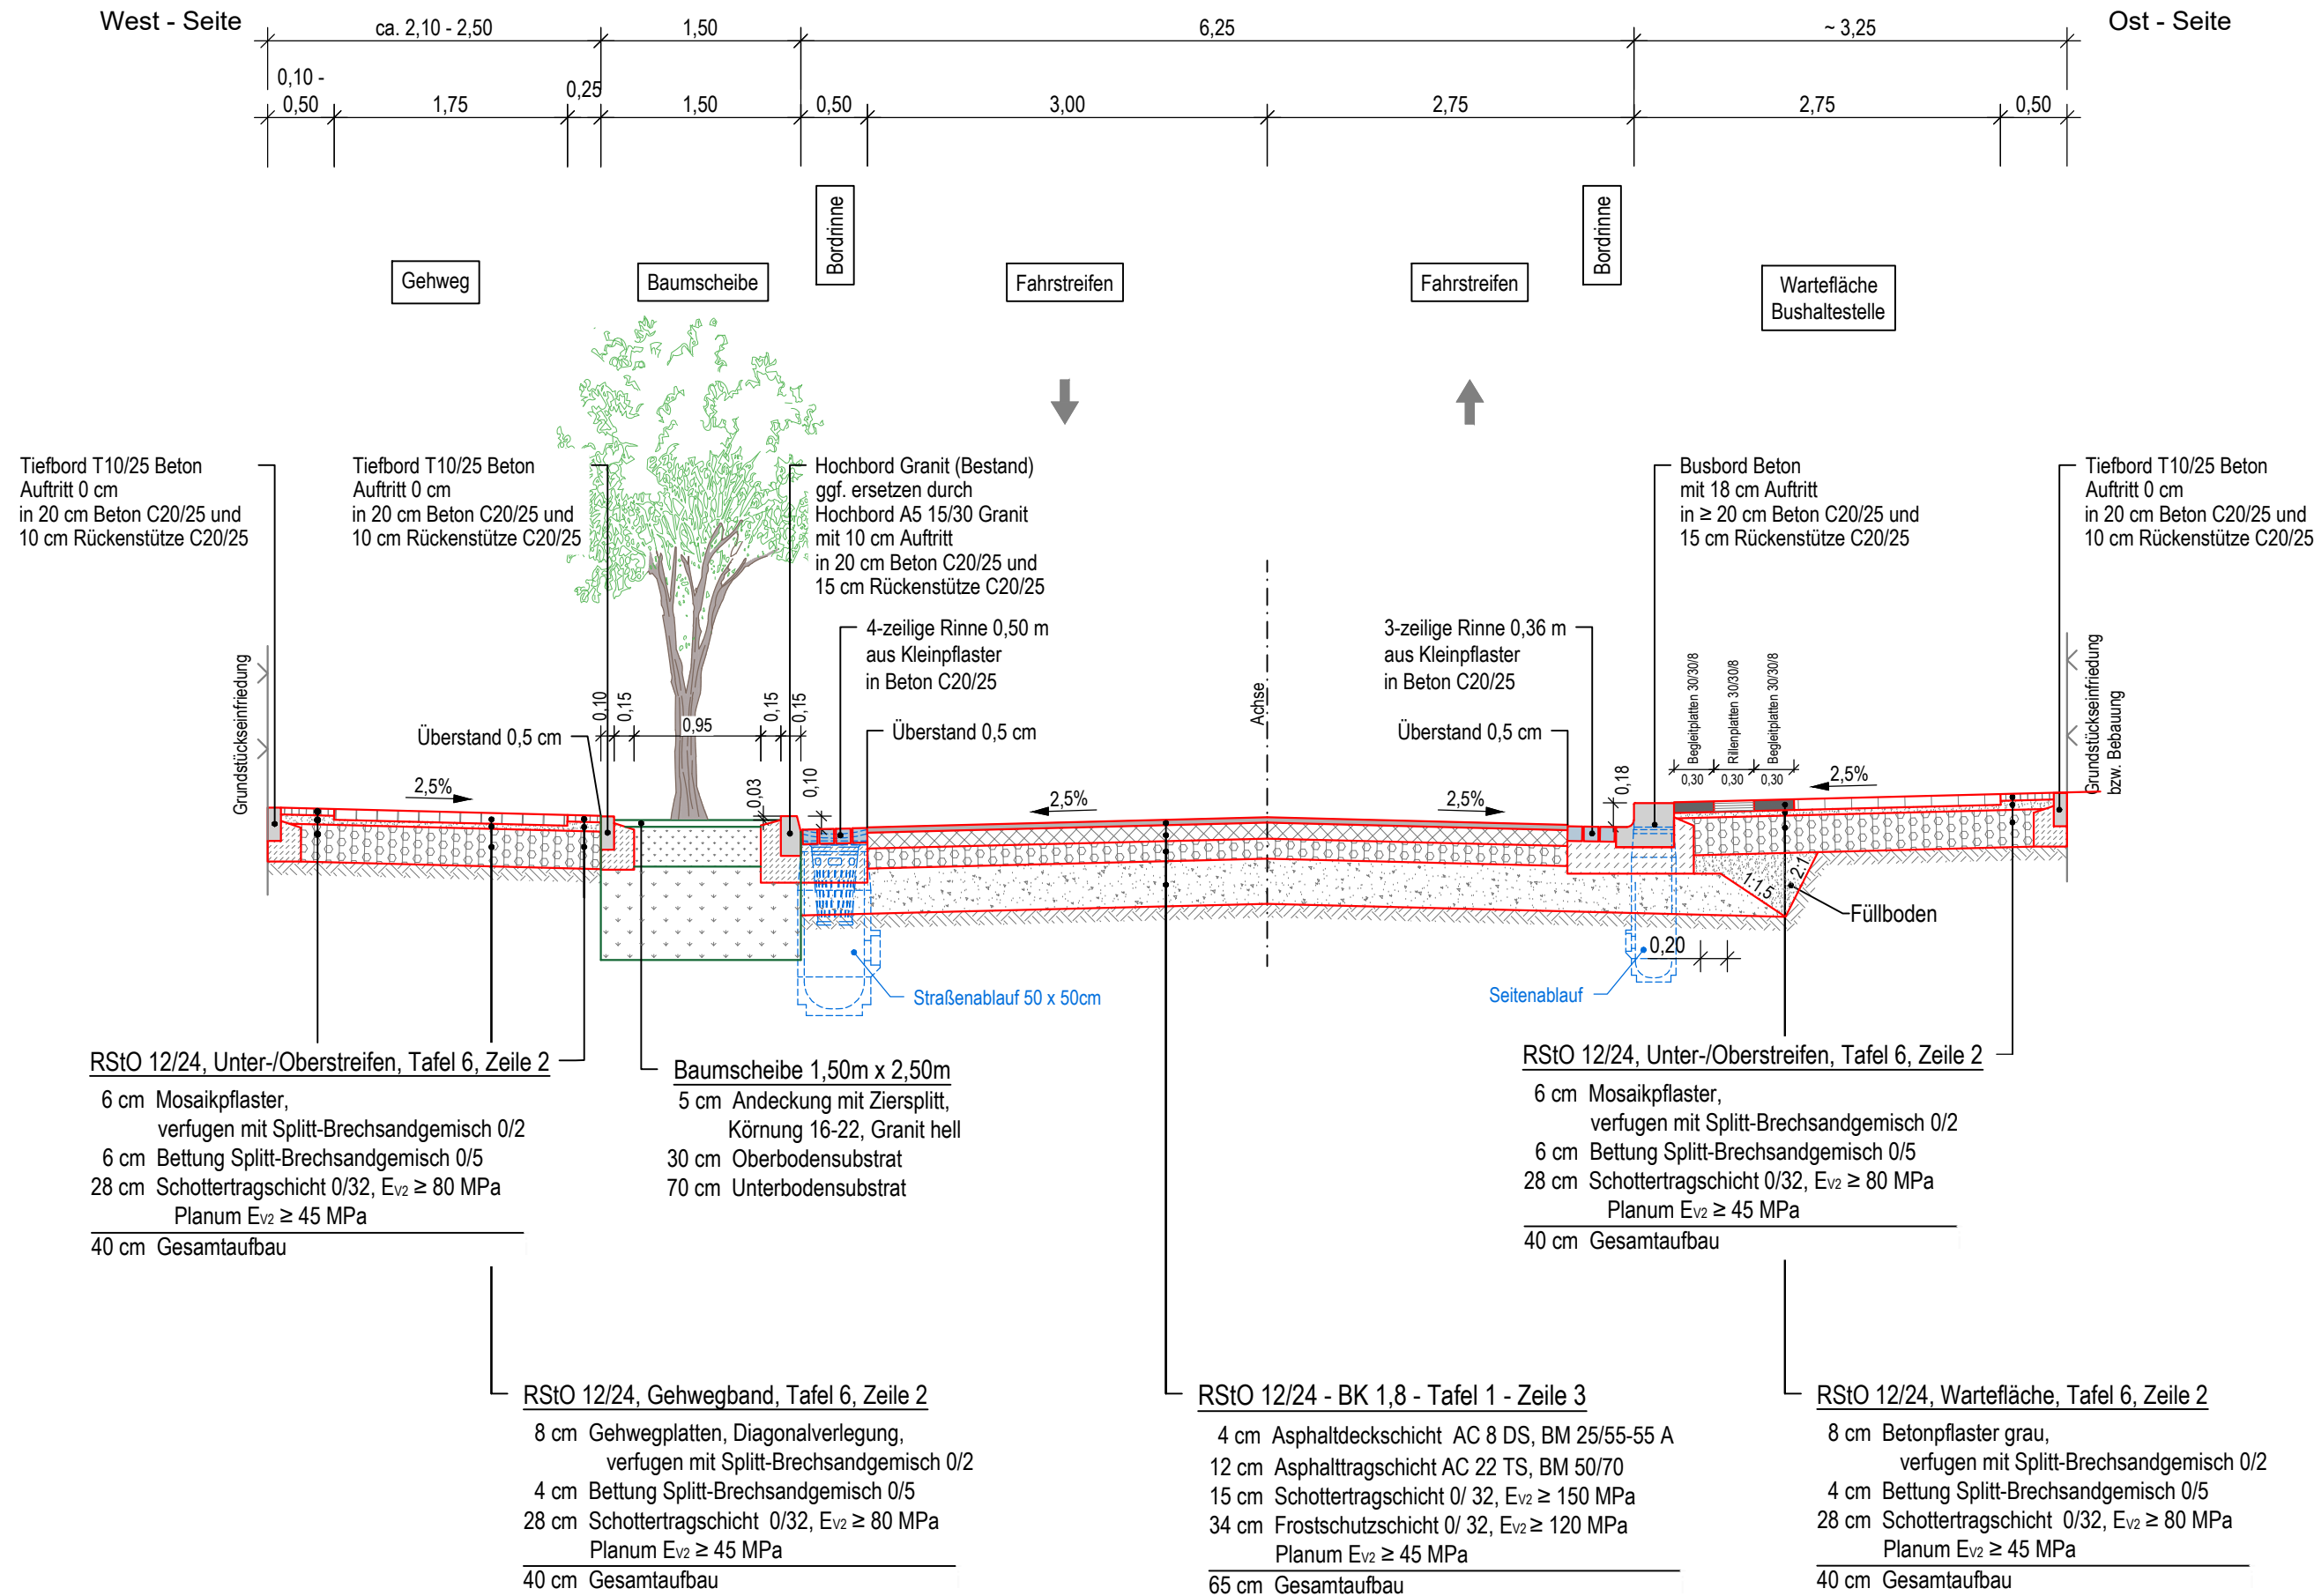 West - Seite
ca. 2,10 - 2,50
1,50
6,25
~ 3,25
Ost - Seite
0,10 -
0,50
1,75
0,25
1,50
0,50
3,00
2,75
2,75
0,50
Bordrinne
Bordrinne
Gehweg
Baumscheibe
Fahrstreifen
Fahrstreifen
Wartefläche
Bushaltestelle
Tiefbord T10/25 Beton
Auftritt 0 cm
in 20 cm Beton C20/25 und
10 cm Rückenstütze C20/25
Tiefbord T10/25 Beton
Auftritt 0 cm
in 20 cm Beton C20/25 und
10 cm Rückenstütze C20/25
Hochbord Granit (Bestand)
ggf. ersetzen durch
Hochbord A5 15/30 Granit
mit 10 cm Auftritt
in 20 cm Beton C20/25 und
15 cm Rückenstütze C20/25
Busbord Beton
mit 18 cm Auftritt
in ≥ 20 cm Beton C20/25 und
15 cm Rückenstütze C20/25
Tiefbord T10/25 Beton
Auftritt 0 cm
in 20 cm Beton C20/25 und
10 cm Rückenstütze C20/25
4-zeilige Rinne 0,50 m
aus Kleinpflaster
in Beton C20/25
3-zeilige Rinne 0,36 m
aus Kleinpflaster
in Beton C20/25
Grundstückseinfriedung
Überstand 0,5 cm
0,10
0,15
0,95
0,15
0,15
Überstand 0,5 cm
Achse
Überstand 0,5 cm
Begleitplatten 30/30/8
Rillenplatten 30/30/8
Begleitplatten 30/30/8
0,30
0,30
0,30
Grundstückseinfriedung
bzw. Bebauung
2,5%
0,03
0,10
2,5%
2,5%
0,18
2,5%
1:1,5
2:1
Füllboden
0,20
Straßenablauf 50 x 50cm
Seitenablauf
RStO 12/24, Unter-/Oberstreifen, Tafel 6, Zeile 2
6 cm Mosaikpflaster,
verfugen mit Splitt-Brechsandgemisch 0/2
6 cm Bettung Splitt-Brechsandgemisch 0/5
28 cm Schottertragschicht 0/32, EV2 ≥ 80 MPa
Planum EV2 ≥ 45 MPa
40 cm Gesamtaufbau
Baumscheibe 1,50m x 2,50m
5 cm Andeckung mit Ziersplitt,
Körnung 16-22, Granit hell
30 cm Oberbodensubstrat
70 cm Unterbodensubstrat
RStO 12/24, Unter-/Oberstreifen, Tafel 6, Zeile 2
6 cm Mosaikpflaster,
verfugen mit Splitt-Brechsandgemisch 0/2
6 cm Bettung Splitt-Brechsandgemisch 0/5
28 cm Schottertragschicht 0/32, EV2 ≥ 80 MPa
Planum EV2 ≥ 45 MPa
40 cm Gesamtaufbau
RStO 12/24, Gehwegband, Tafel 6, Zeile 2
8 cm Gehwegplatten, Diagonalverlegung,
verfugen mit Splitt-Brechsandgemisch 0/2
4 cm Bettung Splitt-Brechsandgemisch 0/5
28 cm Schottertragschicht 0/32, EV2 ≥ 80 MPa
Planum EV2 ≥ 45 MPa
40 cm Gesamtaufbau
RStO 12/24 - BK 1,8 - Tafel 1 - Zeile 3
4 cm Asphaltdeckschicht AC 8 DS, BM 25/55-55 A
12 cm Asphalttragschicht AC 22 TS, BM 50/70
15 cm Schottertragschicht 0/ 32, EV2 ≥ 150 MPa
34 cm Frostschutzschicht 0/ 32, EV2 ≥ 120 MPa
Planum EV2 ≥ 45 MPa
65 cm Gesamtaufbau
RStO 12/24, Wartefläche, Tafel 6, Zeile 2
8 cm Betonpflaster grau,
verfugen mit Splitt-Brechsandgemisch 0/2
4 cm Bettung Splitt-Brechsandgemisch 0/5
28 cm Schottertragschicht 0/32, EV2 ≥ 80 MPa
Planum EV2 ≥ 45 MPa
40 cm Gesamtaufbau